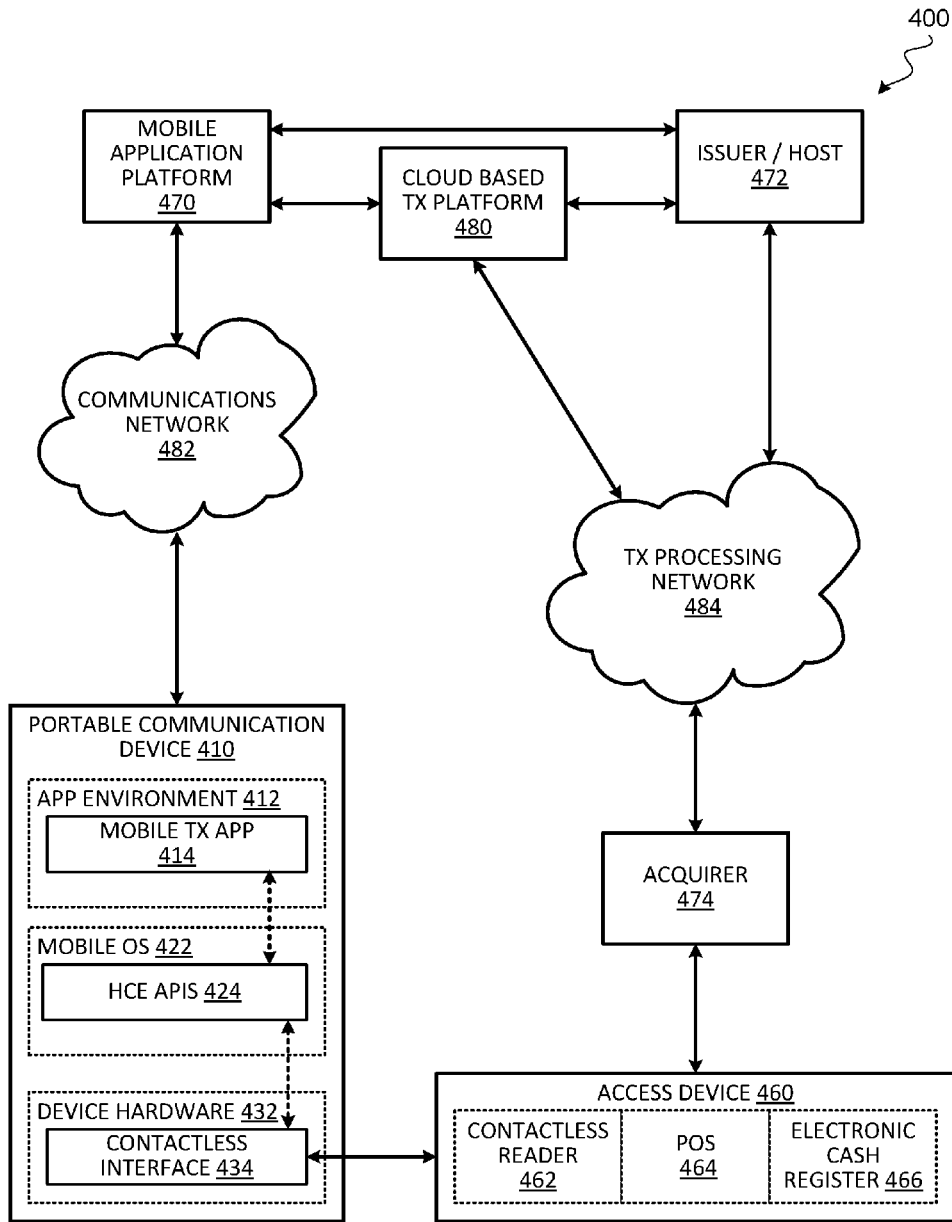 400
MOBILE
APPLICATION
PLATFORM
470
CLOUD BASED
TX PLATFORM
480
ISSUER / HOST
472
COMMUNICATIONS
NETWORK
482
TX PROCESSING
NETWORK
484
PORTABLE COMMUNICATION
DEVICE 410
APP ENVIRONMENT 412
MOBILE TX APP
414
MOBILE OS 422
HCE APIS 424
DEVICE HARDWARE 432
CONTACTLESS
INTERFACE 434
ACQUIRER
474
ACCESS DEVICE 460
CONTACTLESS
READER
462
POS
464
ELECTRONIC
CASH
REGISTER 466